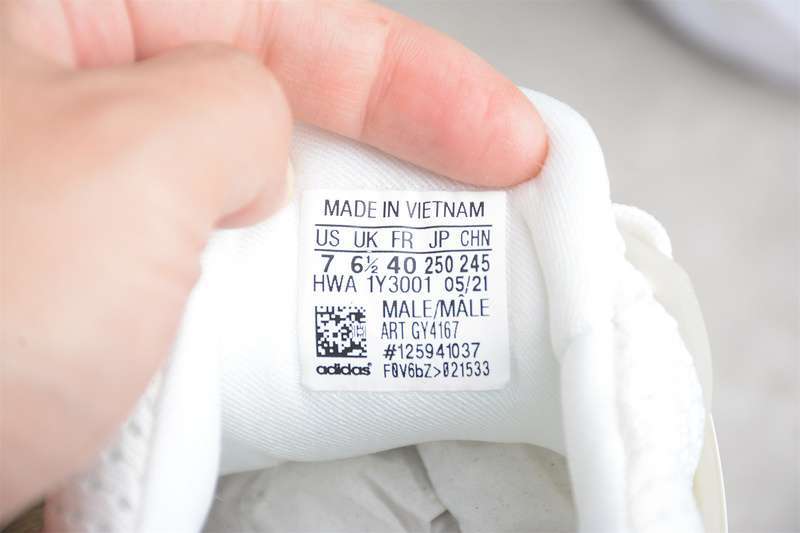 MADE IN VIETNAM
US UK FR JP CHN
7 6½ 40 250 245
HWA 1Y3001 05/21
MALE/MÂLE
ART GY4167
#125941037
adidas F0V6bZ>021533